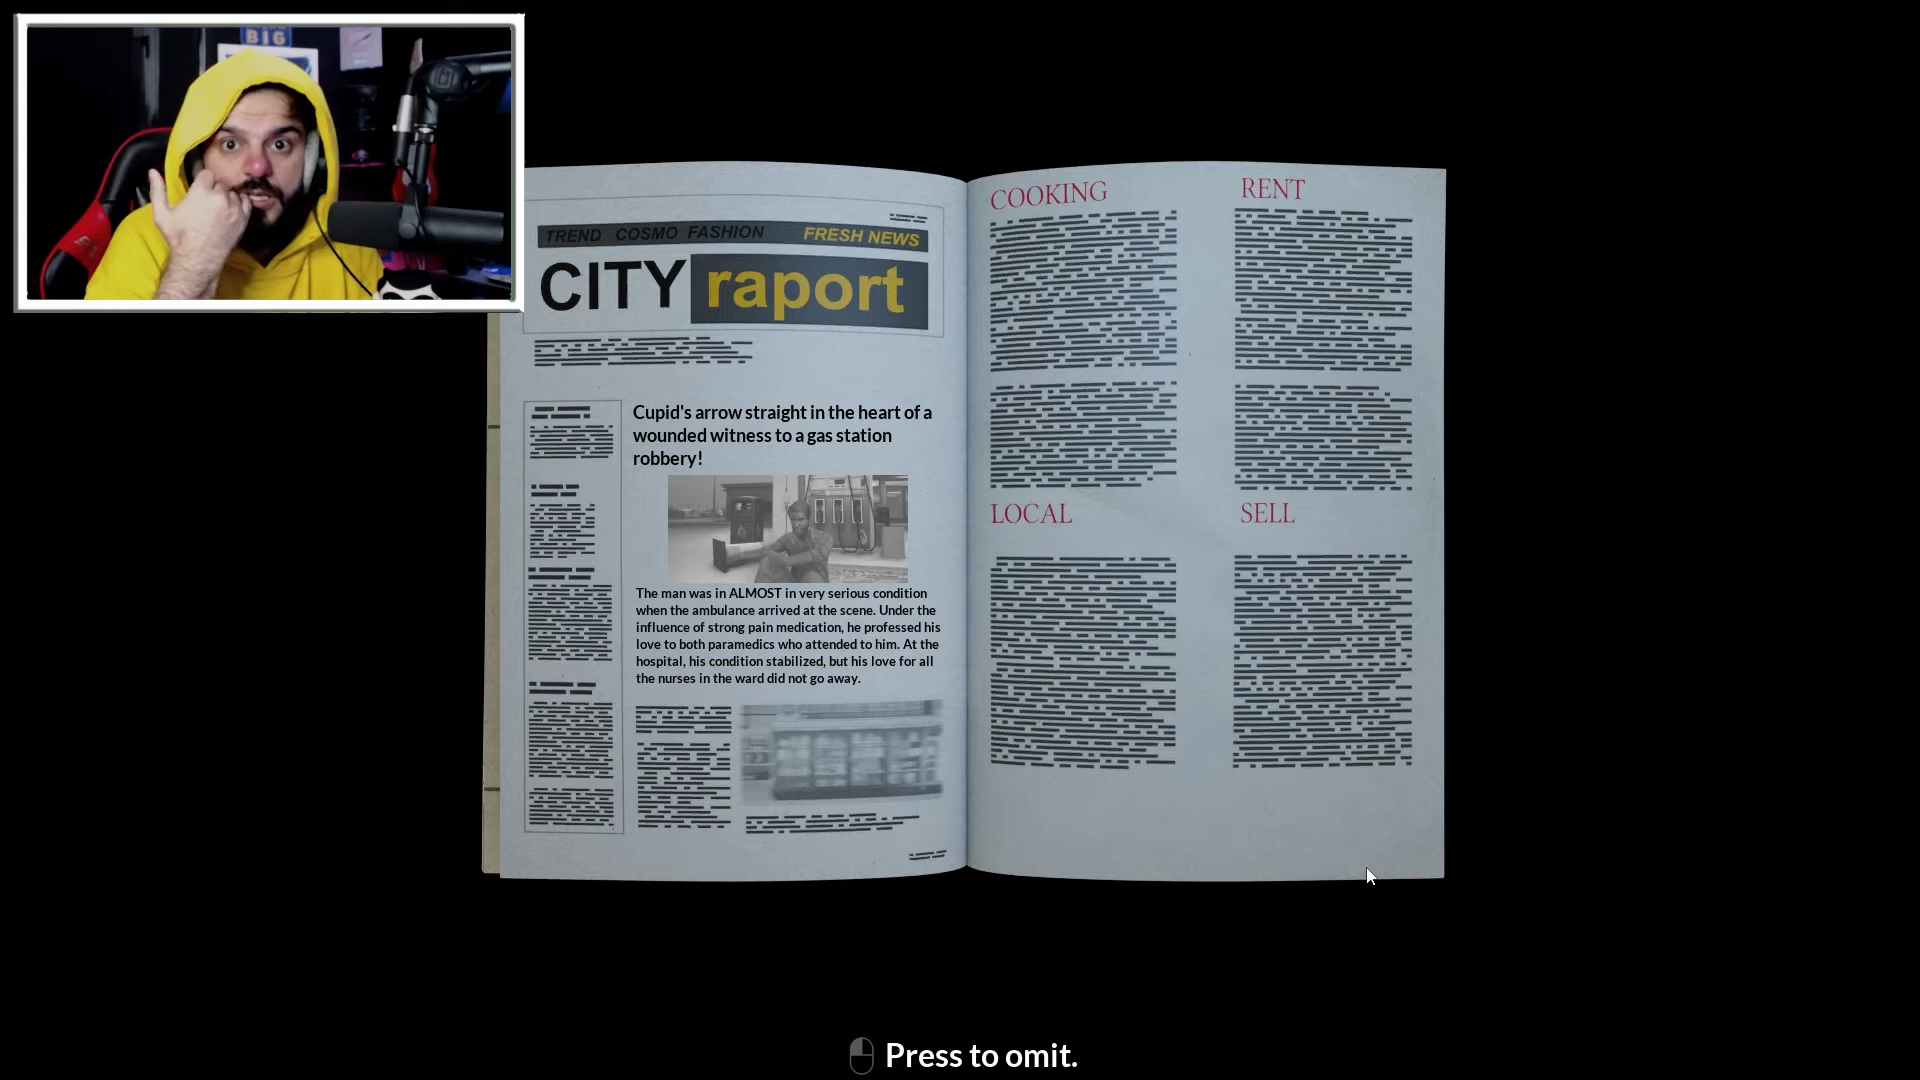 BIG
TREND COSMO FASHION FRESH NEWS
CITY raport
Cupid's arrow straight in the heart of a
wounded witness to a gas station
robbery!
The man was in ALMOST in very serious condition
when the ambulance arrived at the scene. Under the
influence of strong pain medication, he professed his
love to both paramedics who attended to him. At the
hospital, his condition stabilized, but his love for all
the nurses in the ward did not go away.
COOKING
RENT
LOCAL
SELL
Press to omit.